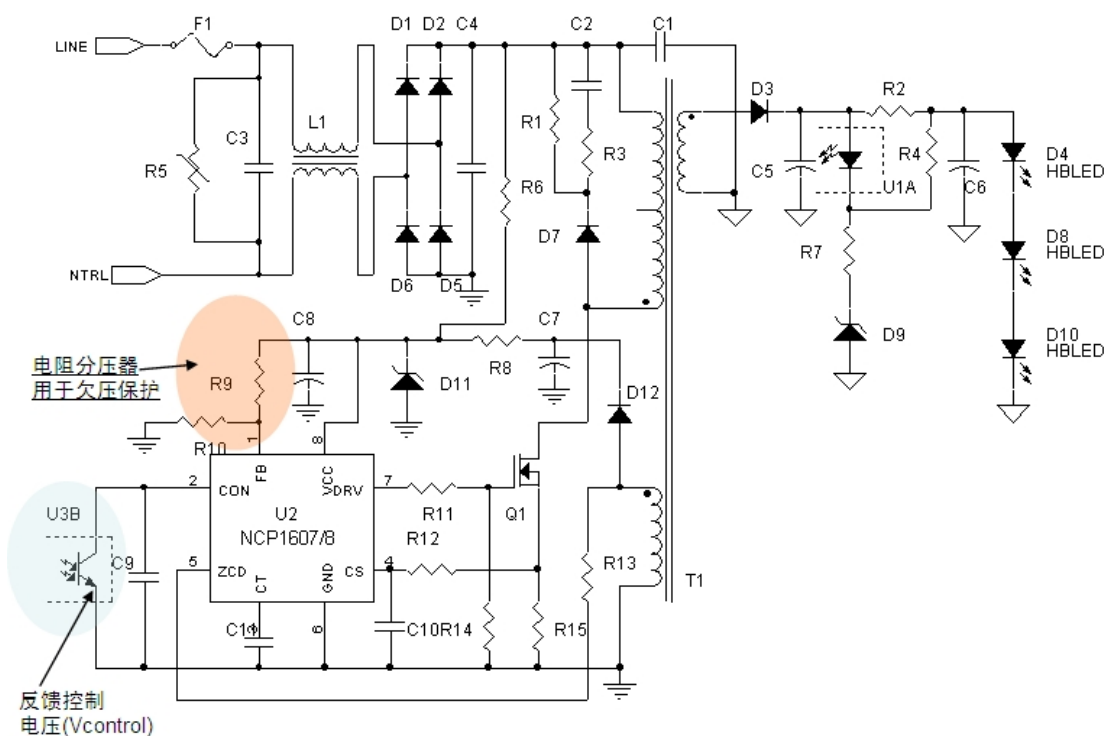 F1
D1 D2 C4 C2 C1
LINE
D3 R2
L1
C3
R1
R3
R5
R6
C5
U1A
R4
C6
D4
HBLED
D7
R7
D8
HBLED
NTRL
D6 D5
C8 C7
D9
D10
HBLED
电阻分压器
用于欠压保护
R9
D11
R8
D12
R10
1
8
FB
VCC
2
CON
DRV
7
U3B
U2
NCP1607/8
R11
Q1
R12
C9
5
ZCD
CT
GND
CS
4
R13
T1
C11
3
6
C10 R14
R15
反馈控制
电压(Vcontrol)